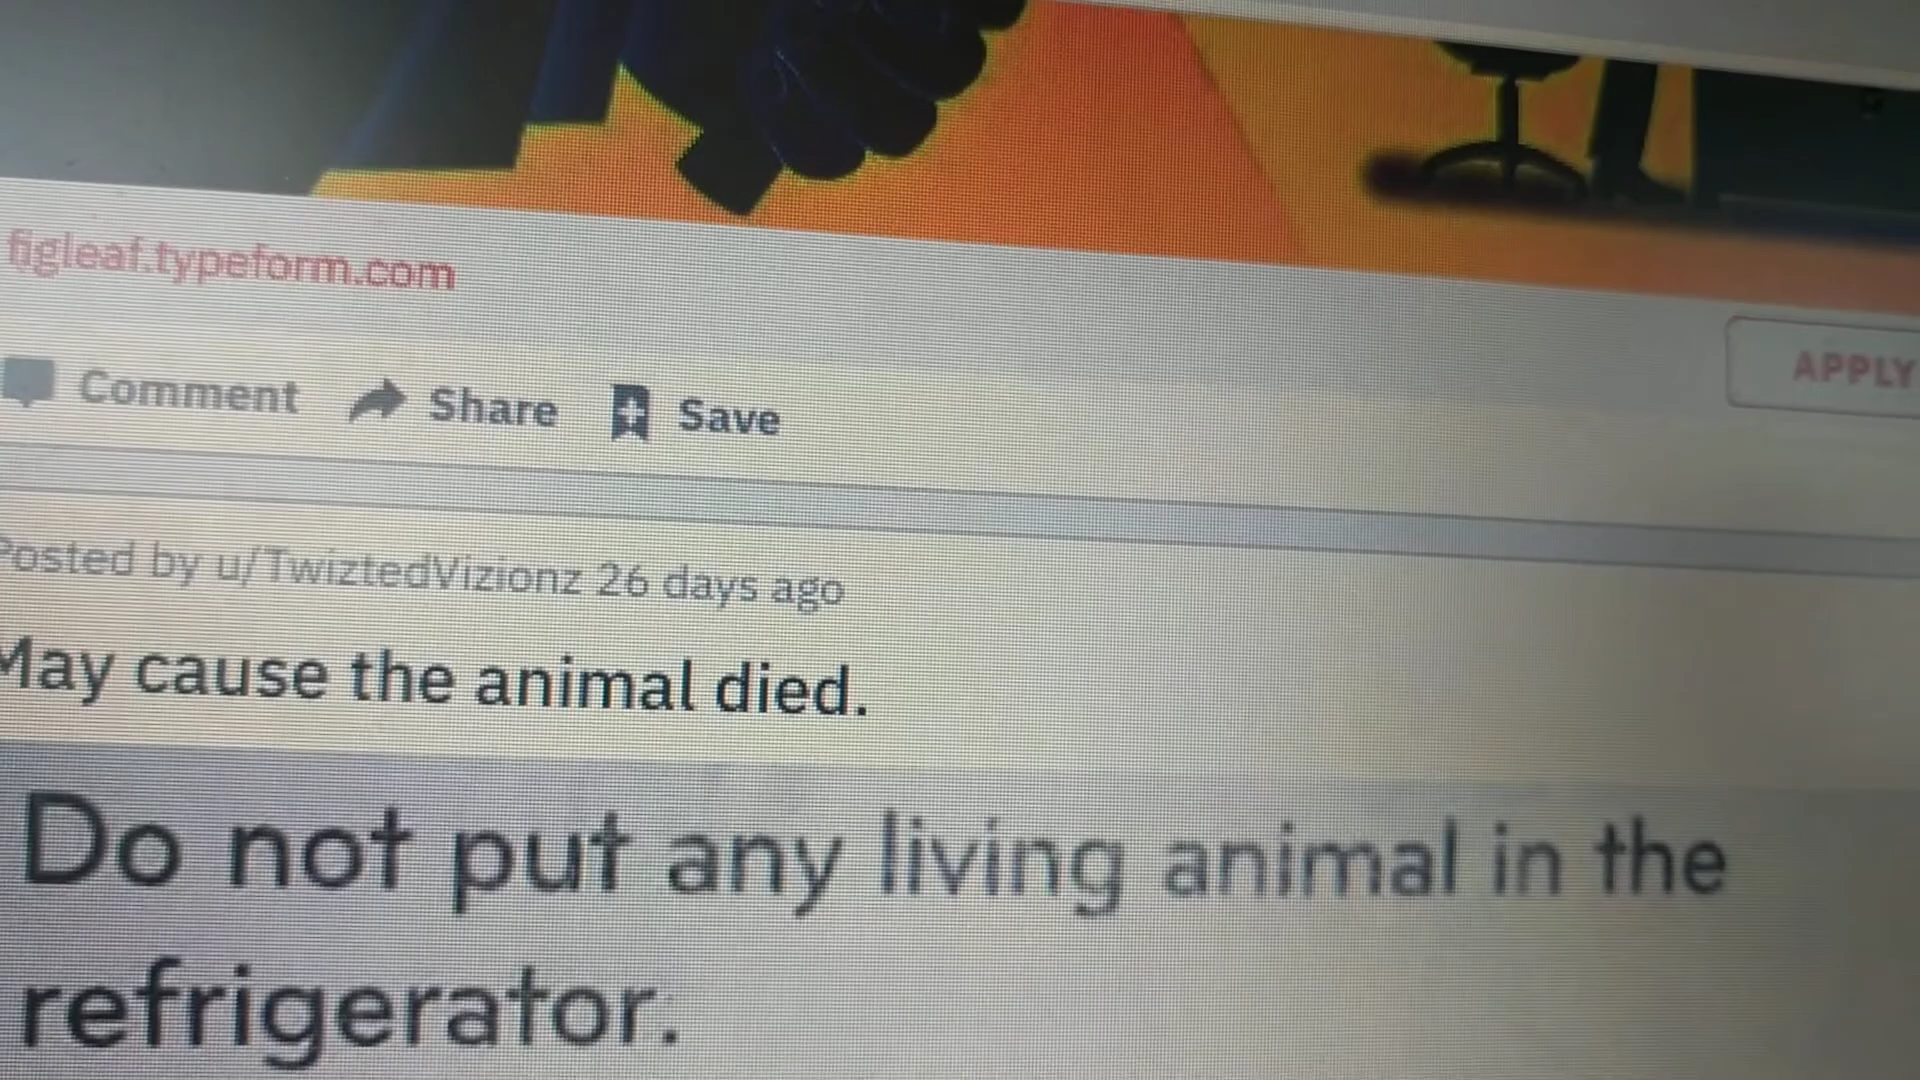 figleaf.typeform.com
APPLY
Comment Share Save
Posted by u/TwiztedVizionz 26 days ago
May cause the animal died.
Do not put any living animal in the
refrigerator.